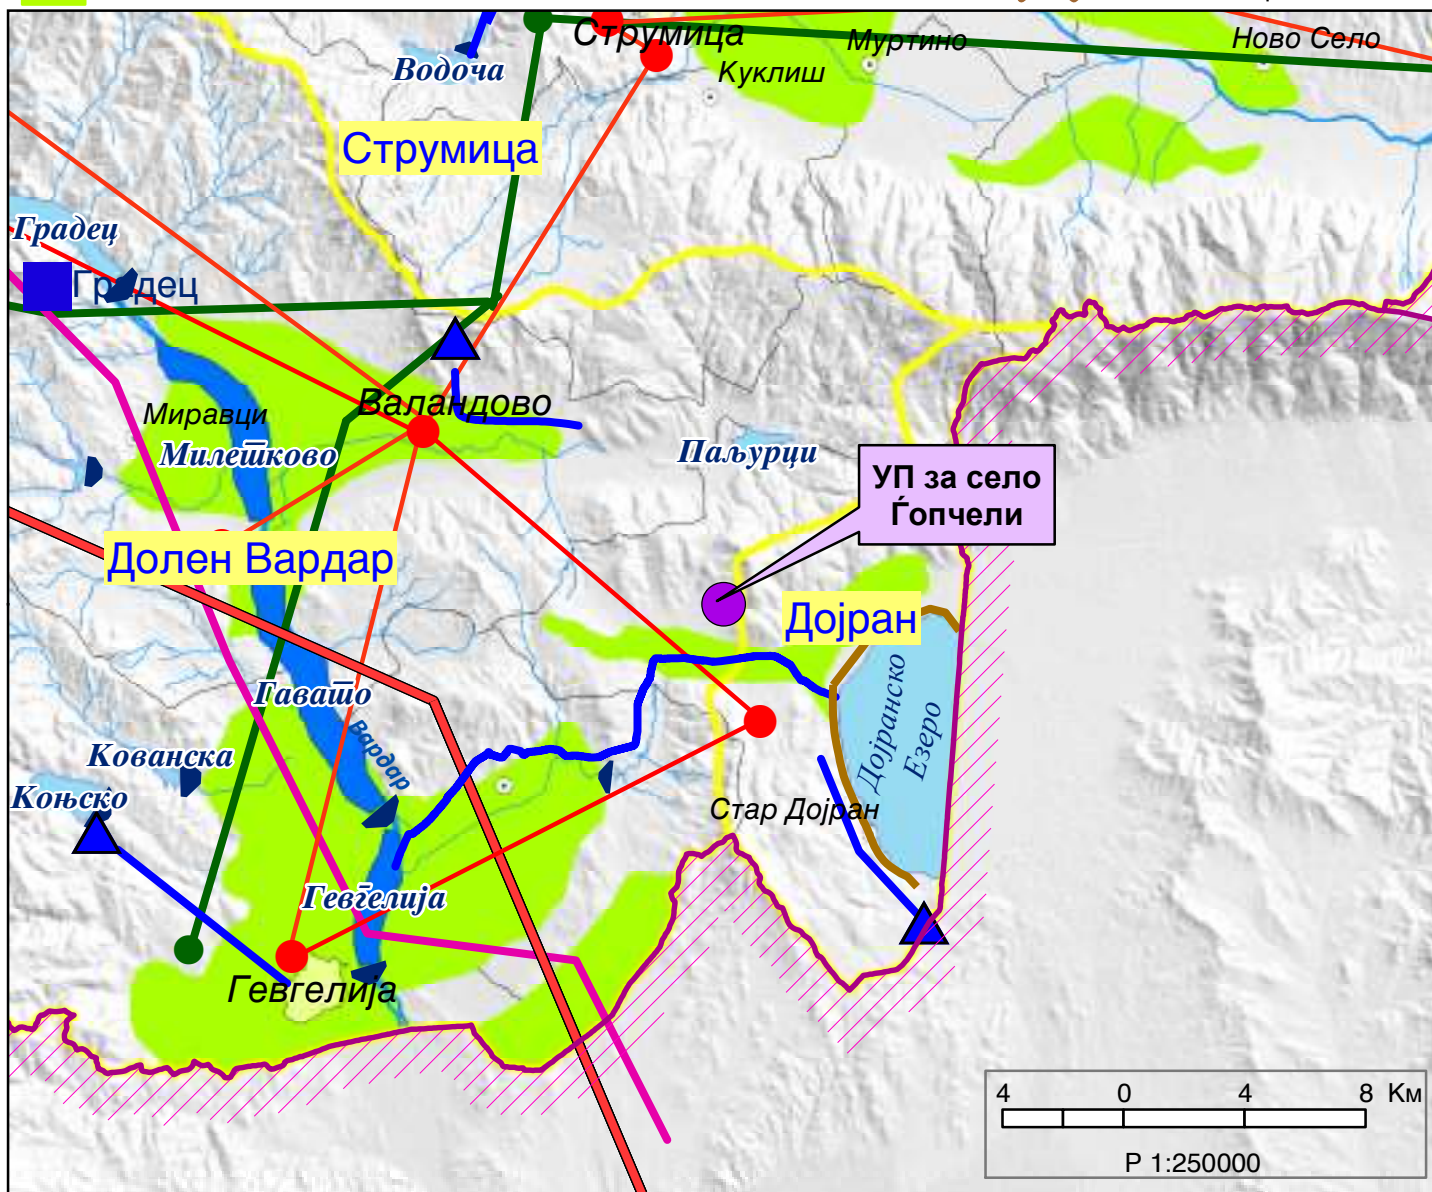 Струмица
Муртино
Ново Село
Водоча
Куклиш
Струмица
Градец
Градец
Валандово
Миравци
Милетково
Паљурци
УП за село
Ѓопчели
Долен Вардар
Дојран
Дојранско
Езеро
Гавато
Вардар
Кованска
Коњско
Стар Дојран
Гевгелија
Гевгелија
4 0 4 8 Км
Р 1:250000